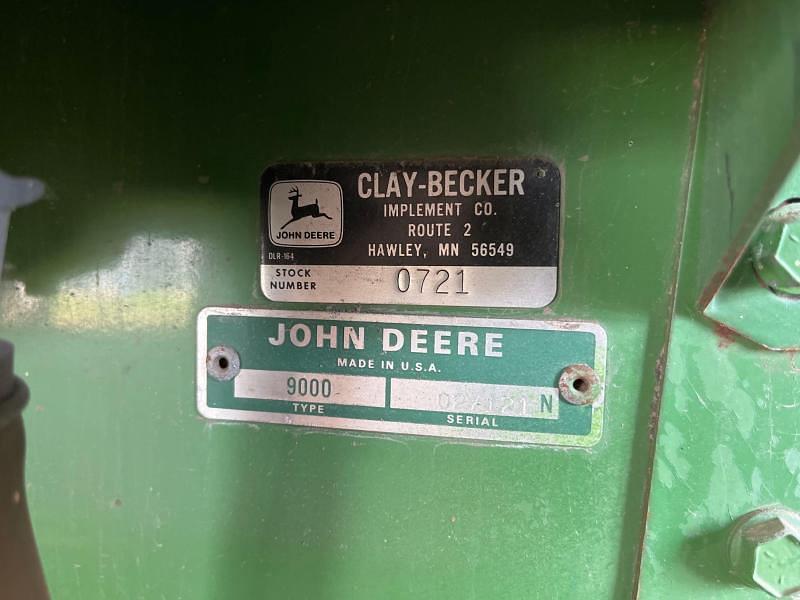 CLAY-BECKER
IMPLEMENT CO.
ROUTE 2
HAWLEY, MN 56549
JOHN DEERE
DLR-164
STOCK NUMBER 0721
JOHN DEERE
MADE IN U.S.A.
9000 N
TYPE SERIAL